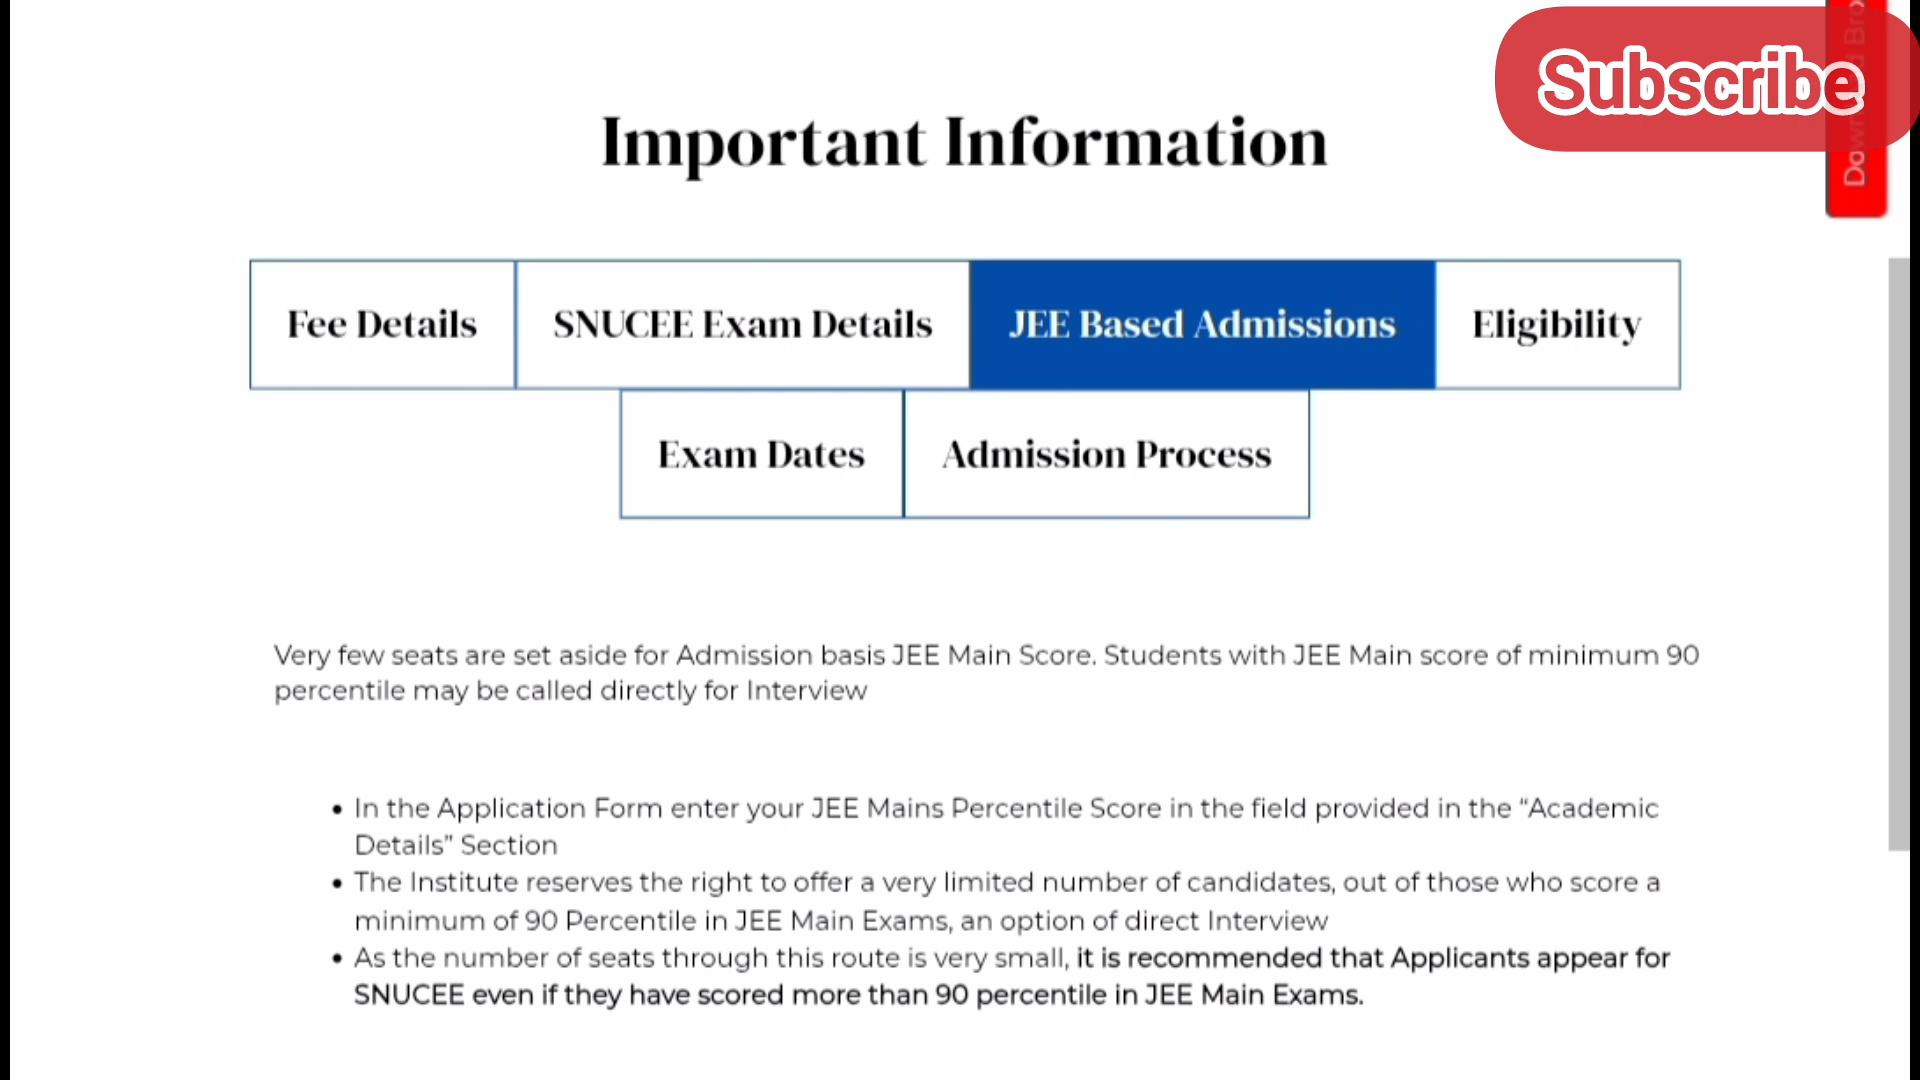 Subscribe
Download Bro
Important Information
Fee Details
SNUCEE Exam Details
JEE Based Admissions
Eligibility
Exam Dates
Admission Process
Very few seats are set aside for Admission basis JEE Main Score. Students with JEE Main score of minimum 90
percentile may be called directly for Interview
• In the Application Form enter your JEE Mains Percentile Score in the field provided in the “Academic
Details” Section
• The Institute reserves the right to offer a very limited number of candidates, out of those who score a
minimum of 90 Percentile in JEE Main Exams, an option of direct Interview
• As the number of seats through this route is very small, it is recommended that Applicants appear for
SNUCEE even if they have scored more than 90 percentile in JEE Main Exams.